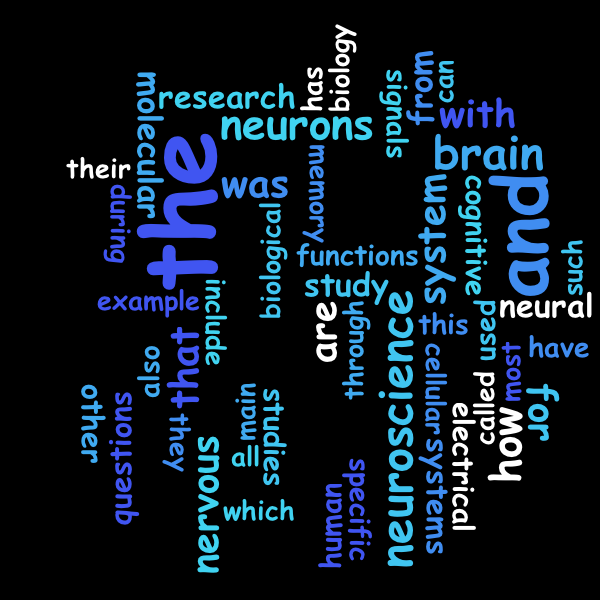 has
biology
from
can
molecular
research
signals
with
neurons
brain
the
their
was
memory
system
cognitive
and
during
biological
functions
such
study
example
include
neuroscience
used
neural
are
through
this
that
cellular
most
have
also
called
other
questions
they
main
studies
for
how
electrical
nervous
all
systems
specific
human
which